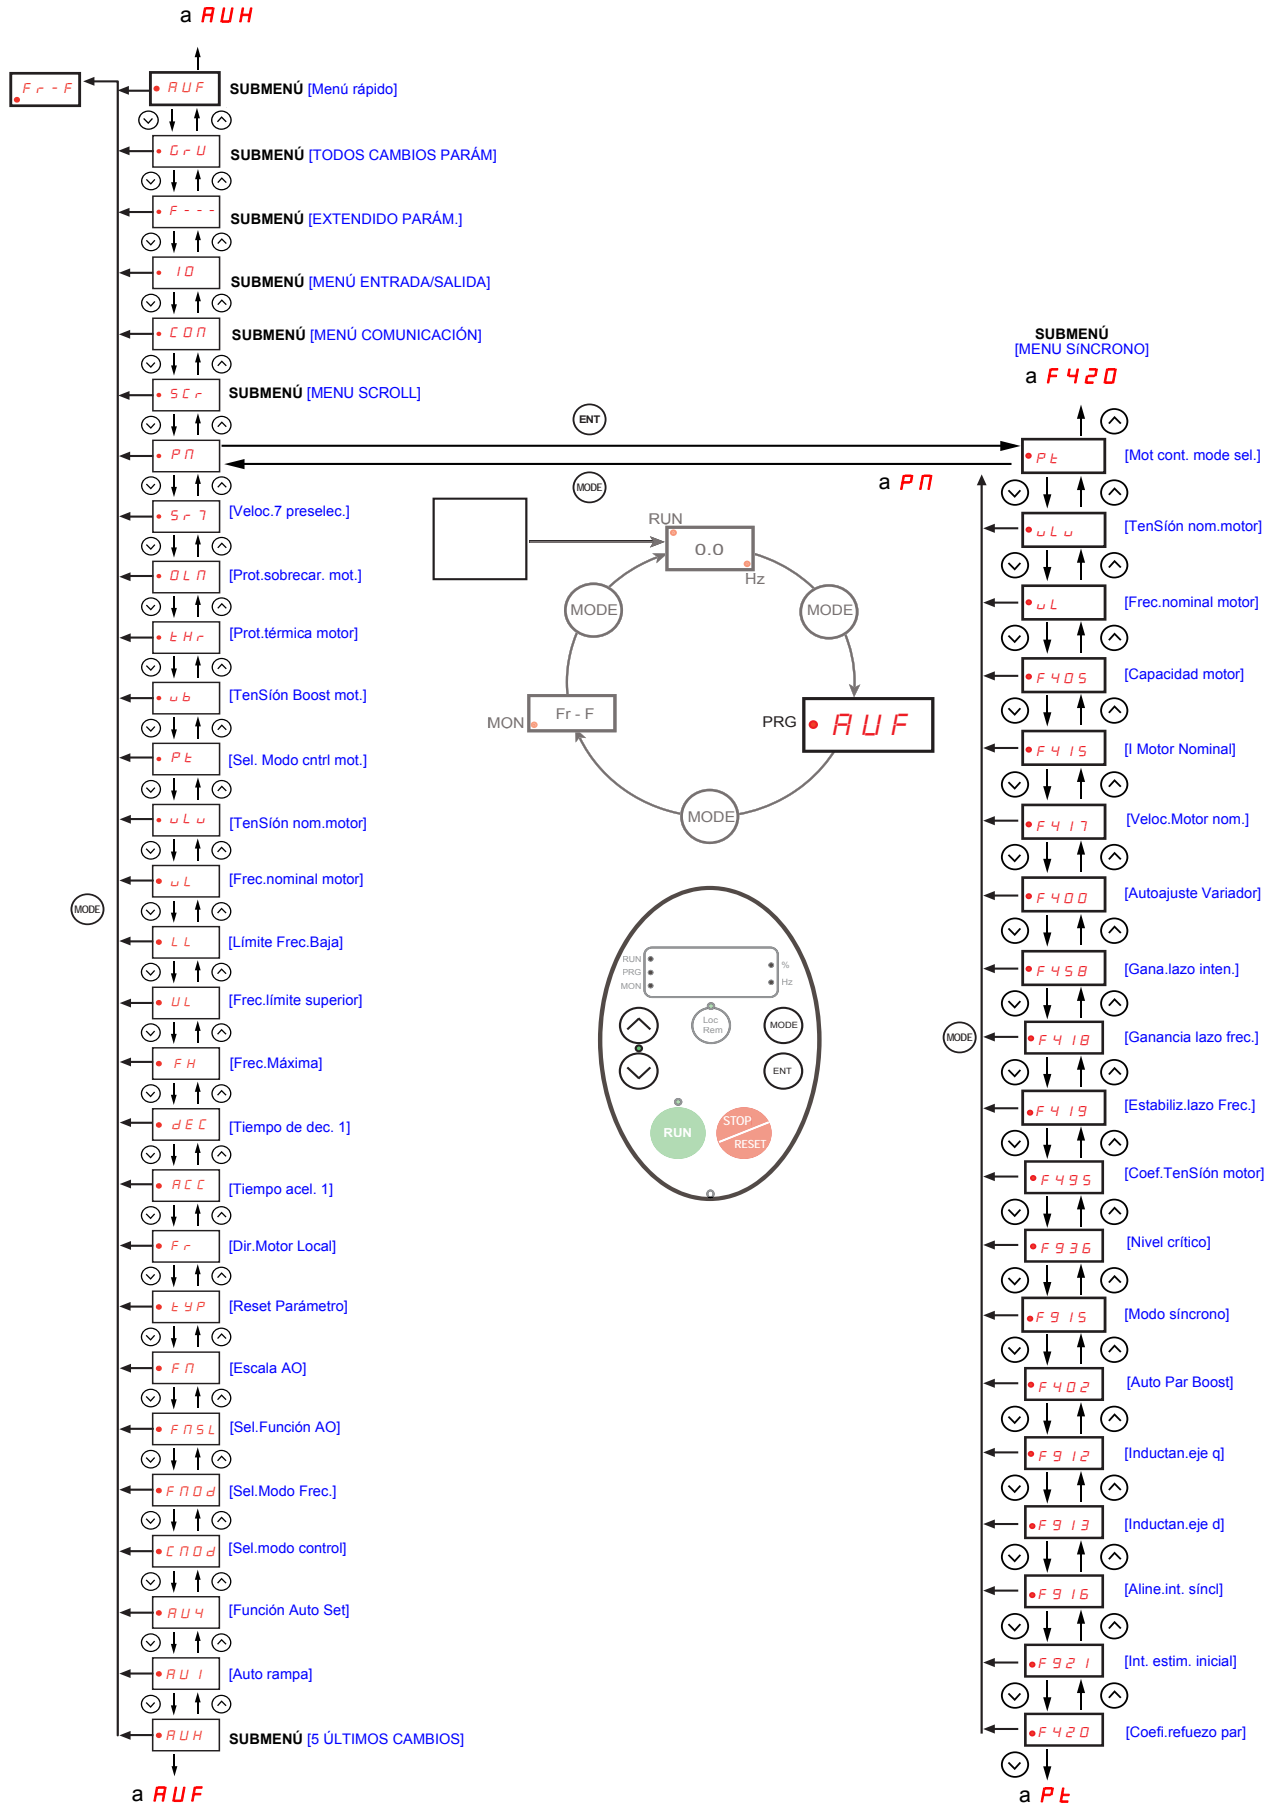 a AUH
Fr-F
AUF SUBMENÚ [Menú rápido]
GrU SUBMENÚ [TODOS CAMBIOS PARÁM]
F--- SUBMENÚ [EXTENDIDO PARÁM.]
IO SUBMENÚ [MENÚ ENTRADA/SALIDA]
COM SUBMENÚ [MENÚ COMUNICACIÓN]
SCr SUBMENÚ [MENU SCROLL]
PM
Sr7 [Veloc.7 preselec.]
OLM [Prot.sobrecar. mot.]
tHr [Prot.térmica motor]
ub [TenSíón Boost mot.]
Pt [Sel. Modo cntrl mot.]
uLu [TenSíón nom.motor]
uL [Frec.nominal motor]
MODE
LL [Límite Frec.Baja]
UL [Frec.límite superior]
FH [Frec.Máxima]
dEC [Tiempo de dec. 1]
ACC [Tiempo acel. 1]
Fr [Dir.Motor Local]
tYP [Reset Parámetro]
FM [Escala AO]
FMSL [Sel.Función AO]
FMOd [Sel.Modo Frec.]
CMOd [Sel.modo control]
AU4 [Función Auto Set]
AU1 [Auto rampa]
AUH SUBMENÚ [5 ÚLTIMOS CAMBIOS]
a AUF
ENT
MODE
a PM
RUN
0.0
Hz
MODE
MODE
MON
Fr - F
PRG
AUF
MODE
RUN
PRG
MON
%
Hz
Loc
Rem
MODE
ENT
RUN
STOP
RESET
SUBMENÚ
[MENU SíNCRONO]
a F420
Pt [Mot cont. mode sel.]
uLu [TenSíón nom.motor]
uL [Frec.nominal motor]
F405 [Capacidad motor]
F415 [I Motor Nominal]
F417 [Veloc.Motor nom.]
F400 [Autoajuste Variador]
F458 [Gana.lazo inten.]
MODE
F418 [Ganancia lazo frec.]
F419 [Estabiliz.lazo Frec.]
F495 [Coef.TenSíón motor]
F936 [Nivel crítico]
F915 [Modo síncrono]
F402 [Auto Par Boost]
F912 [Inductan.eje q]
F913 [Inductan.eje d]
F916 [Aline.int. síncl]
F921 [Int. estim. inicial]
F420 [Coefi.refuezo par]
a Pt